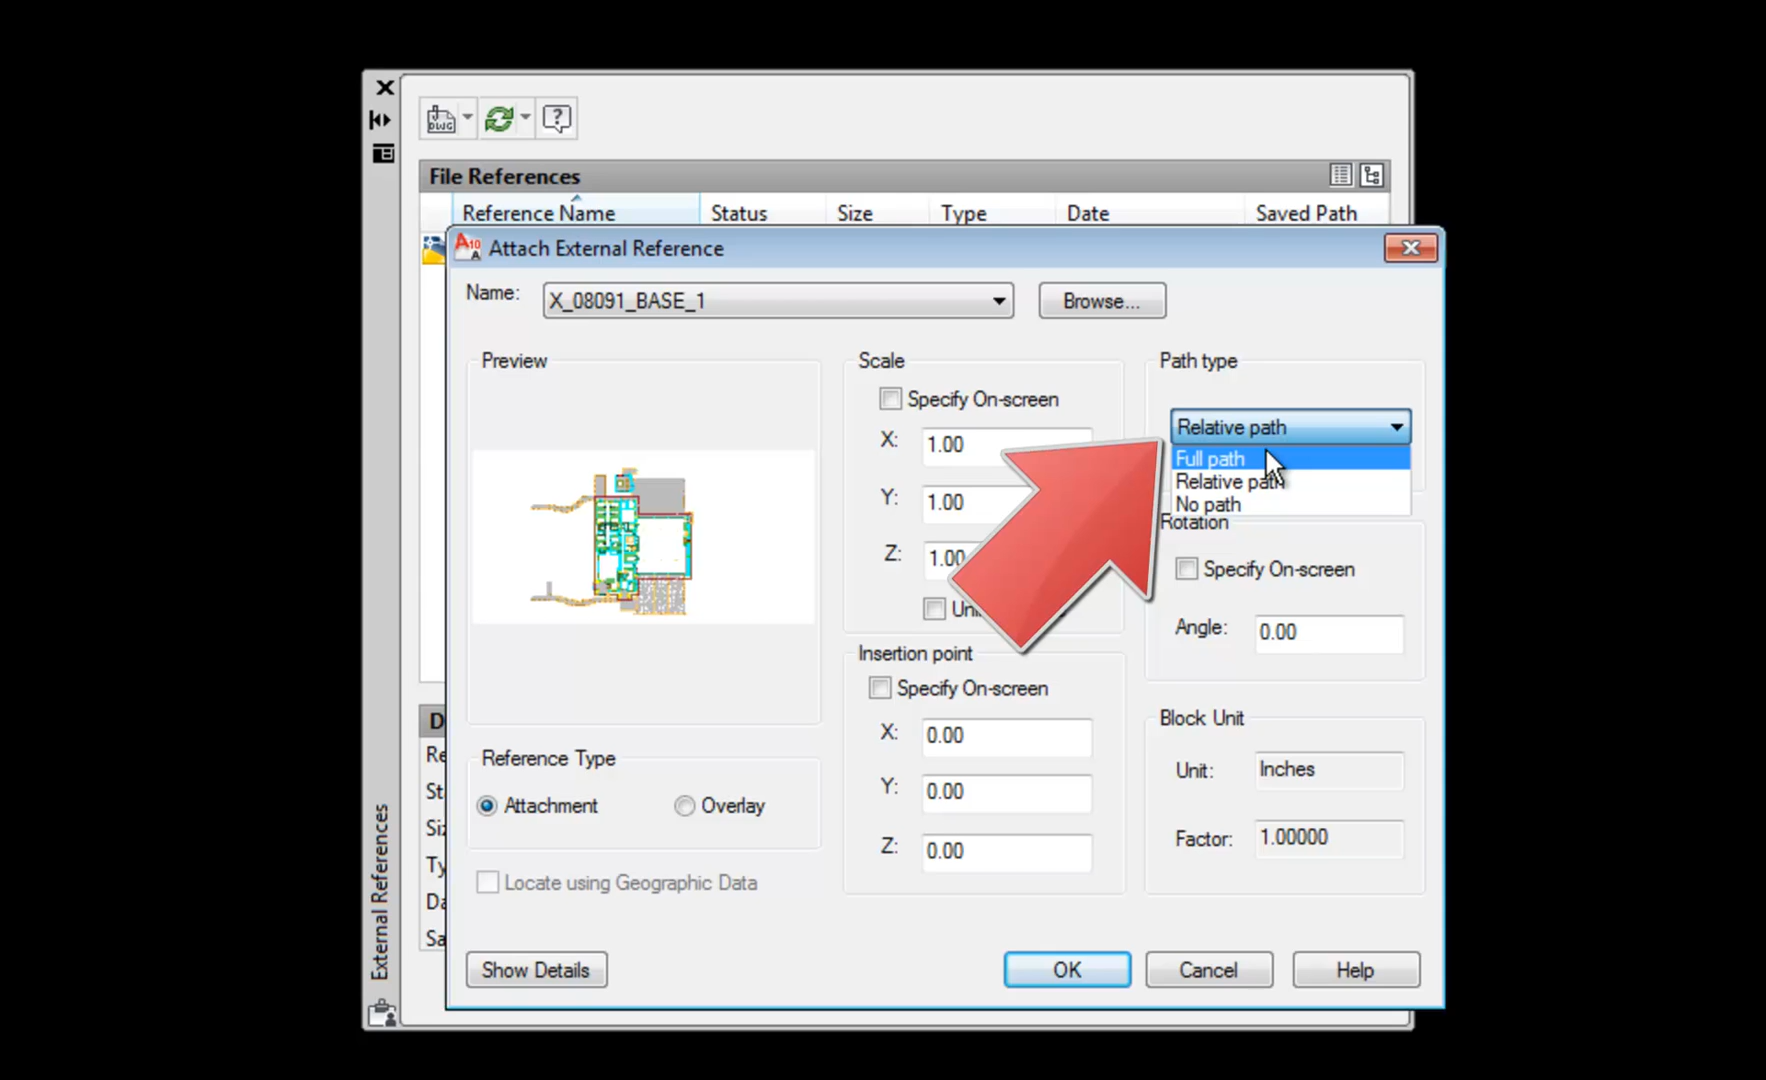 DWG
?
File References
Reference Name
Status
Size
Type
Date
Saved Path
Attach External Reference
Name:
X_08091_BASE_1
Browse...
Preview
Scale
Specify On-screen
X:
1.00
Y:
1.00
Z:
1.00
Path type
Relative path
Full path
Relative path
No path
Rotation
Specify On-screen
Angle:
0.00
Insertion point
Specify On-screen
X:
0.00
Y:
0.00
Z:
0.00
Block Unit
Unit:
Inches
Factor:
1.00000
Reference Type
Attachment
Overlay
Locate using Geographic Data
Show Details
OK
Cancel
Help
External References